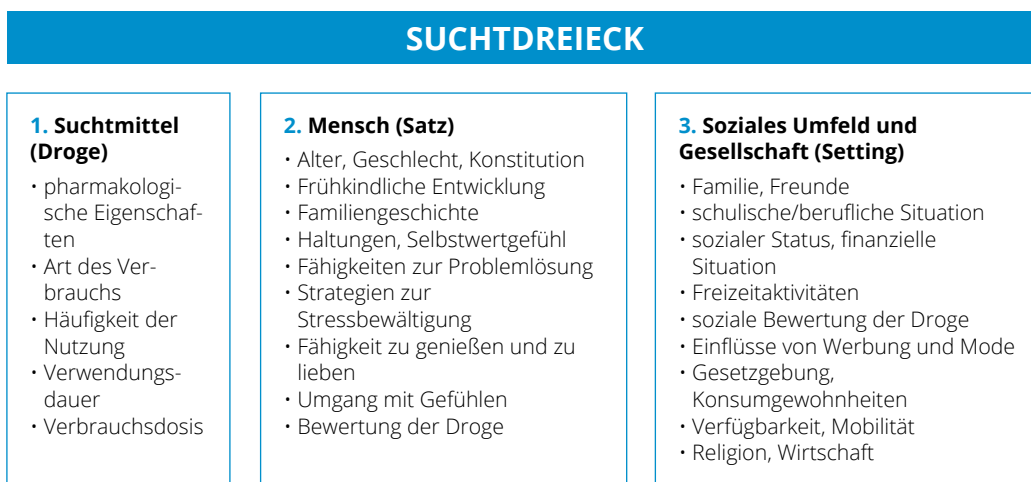 SUCHTDREIECK
1. Suchtmittel
(Droge)
· pharmakologi-
sche Eigenschaf-
ten
· Art des Ver-
brauchs
· Häufigkeit der
Nutzung
· Verwendungs-
dauer
· Verbrauchsdosis
2. Mensch (Satz)
· Alter, Geschlecht, Konstitution
· Frühkindliche Entwicklung
· Familiengeschichte
· Haltungen, Selbstwertgefühl
· Fähigkeiten zur Problemlösung
· Strategien zur
Stressbewältigung
· Fähigkeit zu genießen und zu
lieben
· Umgang mit Gefühlen
· Bewertung der Droge
3. Soziales Umfeld und
Gesellschaft (Setting)
· Familie, Freunde
· schulische/berufliche Situation
· sozialer Status, finanzielle
Situation
· Freizeitaktivitäten
· soziale Bewertung der Droge
· Einflüsse von Werbung und Mode
· Gesetzgebung,
Konsumgewohnheiten
· Verfügbarkeit, Mobilität
· Religion, Wirtschaft